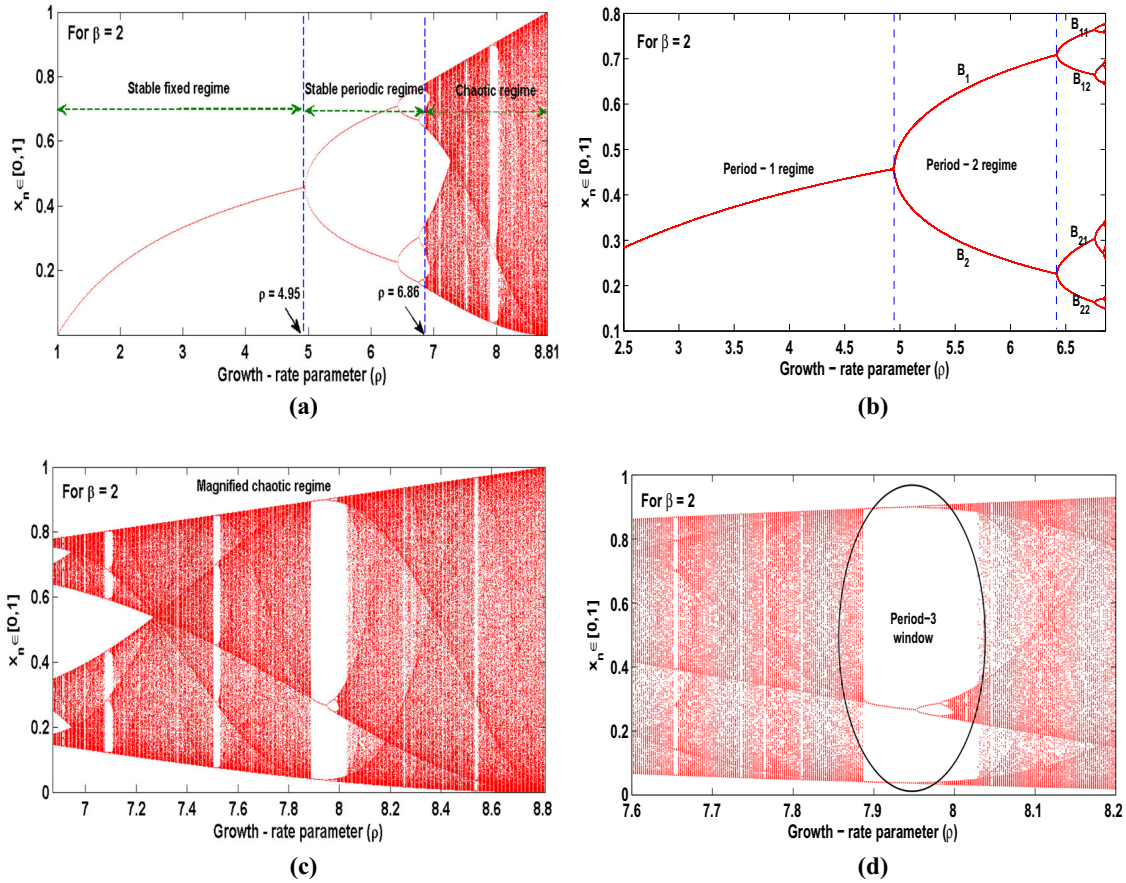 For β = 2
Stable fixed regime
Stable periodic regime
Chaotic regime
ρ = 4.95
ρ = 6.86
x_n ∈ [0,1]
1
0.8
0.6
0.4
0.2
1 2 3 4 5 6 7 8 8.81
Growth - rate parameter (ρ)
(a)
For β = 2
B_1
B_2
B_11
B_12
B_21
B_22
Period − 1 regime
Period − 2 regime
x_n ∈ [0,1]
0.8
0.7
0.6
0.5
0.4
0.3
0.2
0.1
2.5 3 3.5 4 4.5 5 5.5 6 6.5
Growth − rate parameter (ρ)
(b)
For β = 2
Magnified chaotic regime
x_n ∈ [0,1]
1
0.8
0.6
0.4
0.2
0
7 7.2 7.4 7.6 7.8 8 8.2 8.4 8.6 8.8
Growth - rate parameter (ρ)
(c)
For β = 2
Period−3
window
x_n ∈ [0,1]
1
0.8
0.6
0.4
0.2
0
7.6 7.7 7.8 7.9 8 8.1 8.2
Growth − rate parameter (ρ)
(d)